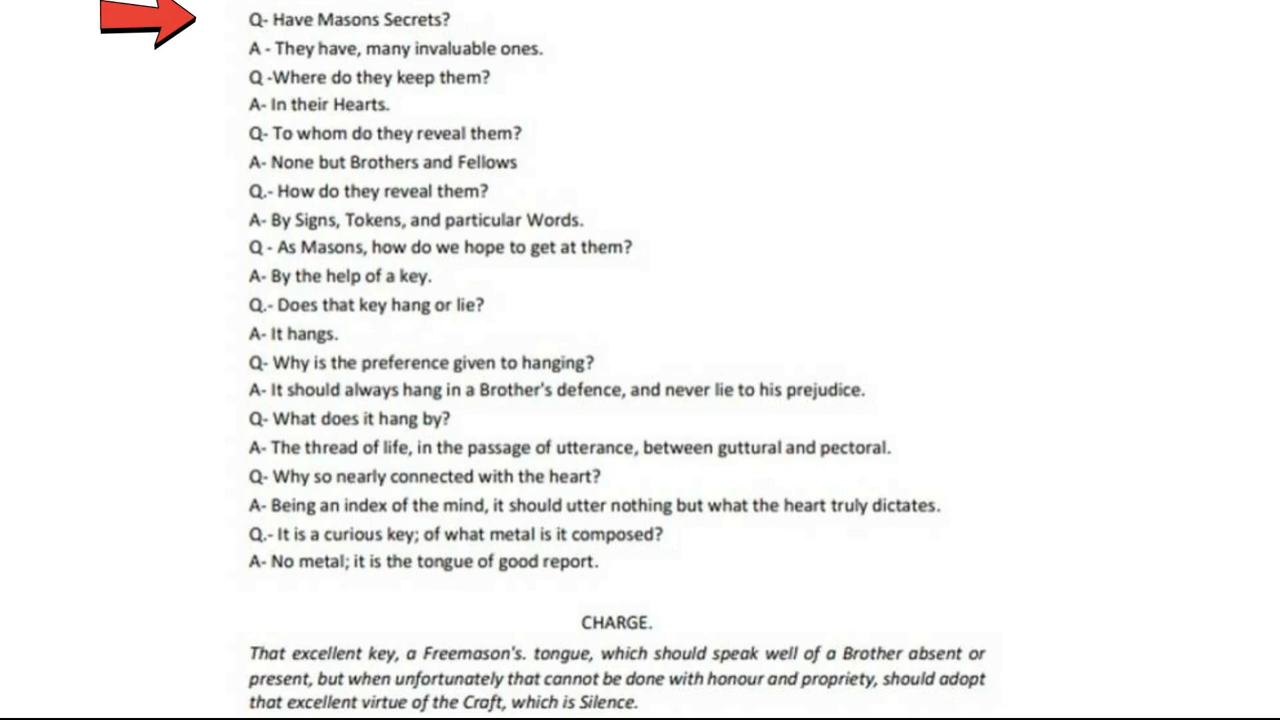 Q- Have Masons Secrets?
A - They have, many invaluable ones.
Q -Where do they keep them?
A- In their Hearts.
Q- To whom do they reveal them?
A- None but Brothers and Fellows
Q.- How do they reveal them?
A- By Signs, Tokens, and particular Words.
Q - As Masons, how do we hope to get at them?
A- By the help of a key.
Q.- Does that key hang or lie?
A- It hangs.
Q- Why is the preference given to hanging?
A- It should always hang in a Brother's defence, and never lie to his prejudice.
Q- What does it hang by?
A- The thread of life, in the passage of utterance, between guttural and pectoral.
Q- Why so nearly connected with the heart?
A- Being an index of the mind, it should utter nothing but what the heart truly dictates.
Q.- It is a curious key; of what metal is it composed?
A- No metal; it is the tongue of good report.
CHARGE.
That excellent key, a Freemason's. tongue, which should speak well of a Brother absent or
present, but when unfortunately that cannot be done with honour and propriety, should adopt
that excellent virtue of the Craft, which is Silence.